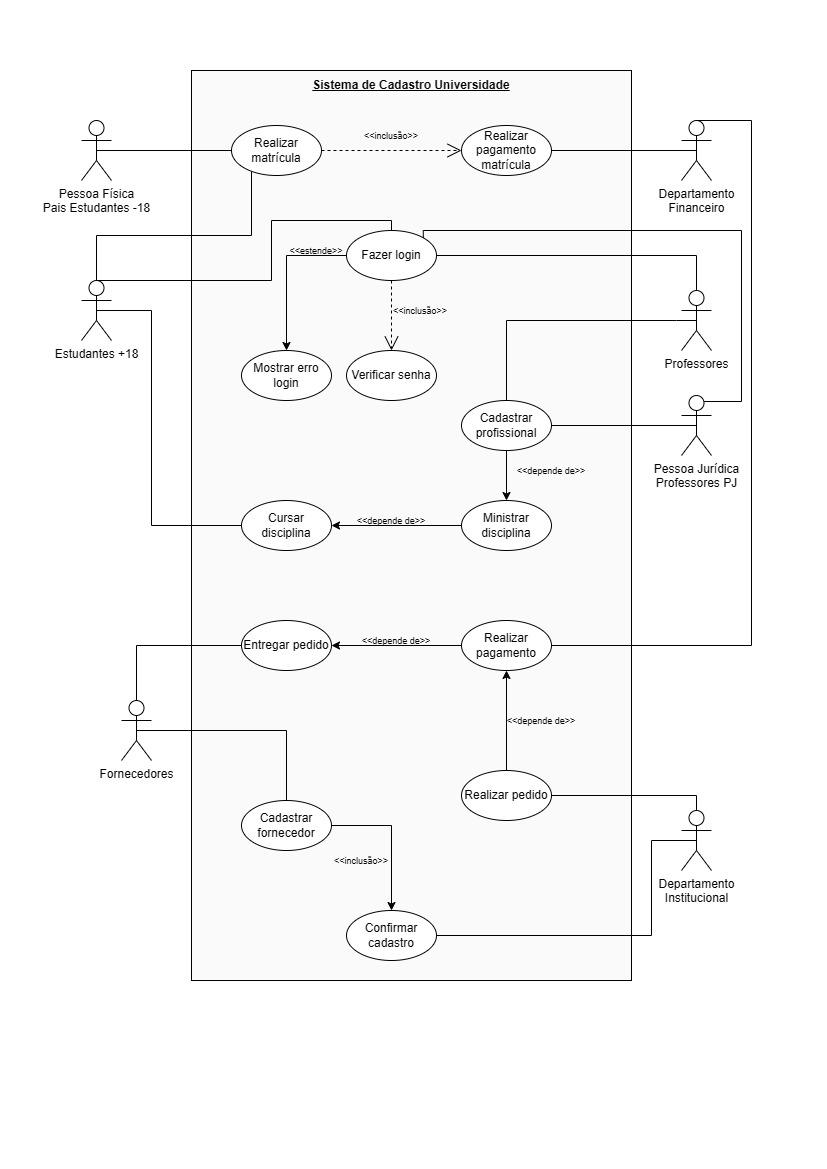 Sistema de Cadastro Universidade
Realizar
matrícula
<<inclusão>>
Realizar
pagamento
matrícula
Pessoa Física
Pais Estudantes -18
Departamento
Financeiro
<<estende>>
Fazer login
<<inclusão>>
Estudantes +18
Mostrar erro
login
Verificar senha
Professores
Cadastrar
profissional
Pessoa Jurídica
Professores PJ
<<depende de>>
Cursar
disciplina
<<depende de>>
Ministrar
disciplina
Entregar pedido
<<depende de>>
Realizar
pagamento
<<depende de>>
Fornecedores
Realizar pedido
Cadastrar
fornecedor
<<inclusão>>
Departamento
Institucional
Confirmar
cadastro